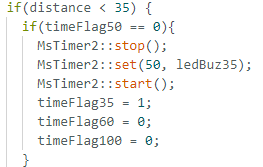 if(distance < 35) {
if(timeFlag50 == 0){
MsTimer2::stop();
MsTimer2::set(50, ledBuz35);
MsTimer2::start();
timeFlag35 = 1;
timeFlag60 = 0;
timeFlag100 = 0;
}